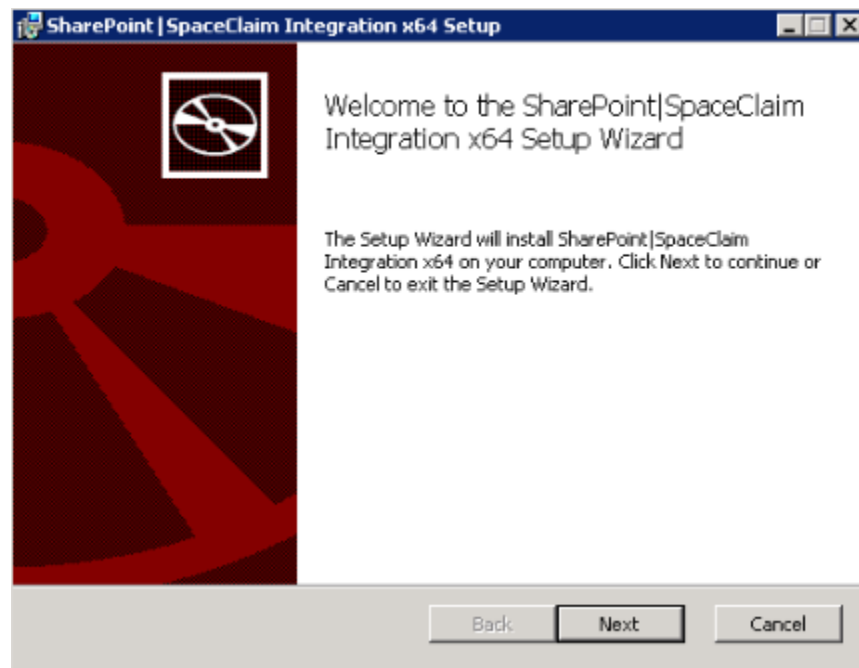 SharePoint|SpaceClaim Integration x64 Setup
Welcome to the SharePoint|SpaceClaim
Integration x64 Setup Wizard
The Setup Wizard will install SharePoint|SpaceClaim
Integration x64 on your computer. Click Next to continue or
Cancel to exit the Setup Wizard.
Back Next Cancel